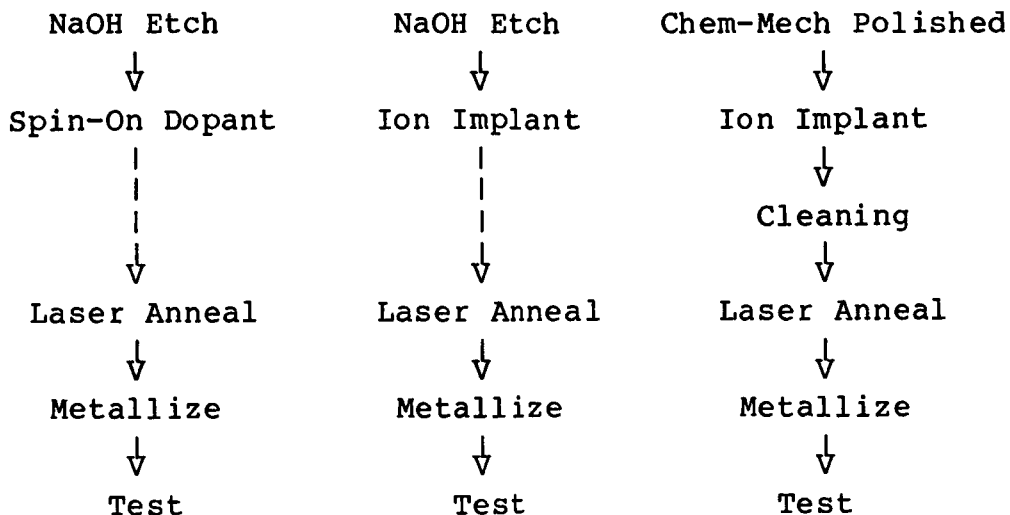 NaOH Etch NaOH Etch Chem-Mech Polished
Spin-On Dopant Ion Implant Ion Implant
Cleaning
Laser Anneal Laser Anneal Laser Anneal
Metallize Metallize Metallize
Test Test Test